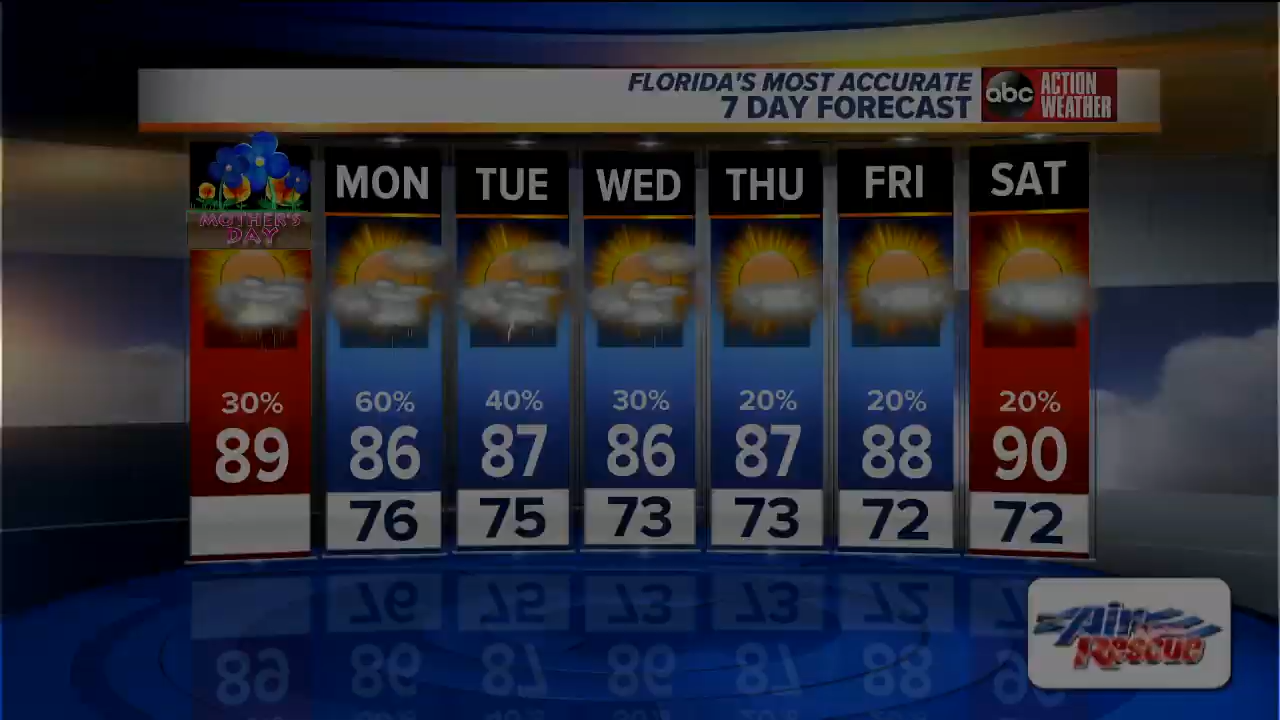 FLORIDA'S MOST ACCURATE
7 DAY FORECAST
abc
ACTION
WEATHER
MOTHER'S
DAY
MON
TUE
WED
THU
FRI
SAT
30%
60%
40%
30%
20%
20%
20%
89
86
87
86
87
88
90
76
75
73
73
72
72
Air
Rescue